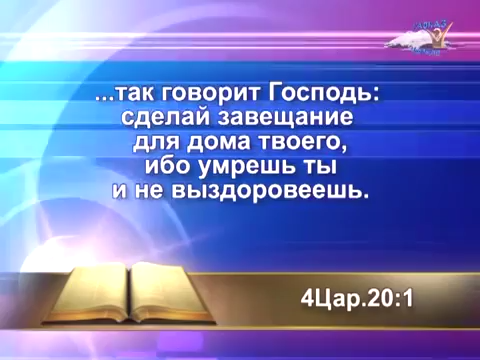 ...так говорит Господь:
сделай завещание
для дома твоего,
ибо умрешь ты
и не выздоровеешь.
4Цар.20:1